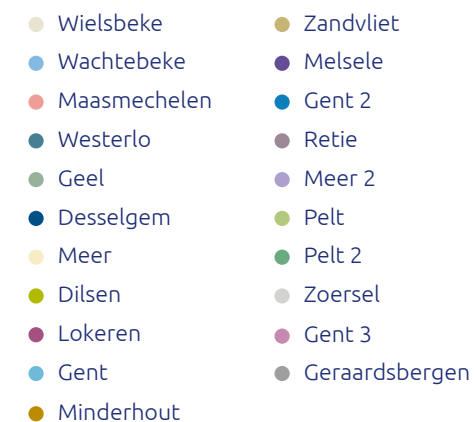 Wielsbeke
Wachtebeke
Maasmechelen
Westerlo
Geel
Desselgem
Meer
Dilsen
Lokeren
Gent
Minderhout
Zandvliet
Melsele
Gent 2
Retie
Meer 2
Pelt
Pelt 2
Zoersel
Gent 3
Geraardsbergen